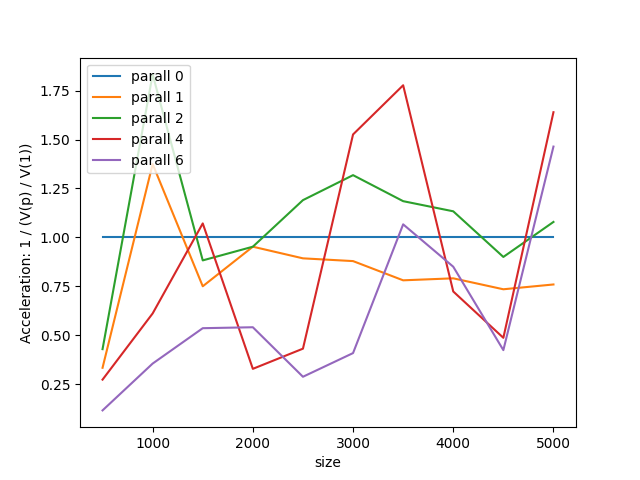 parall 0
parall 1
parall 2
parall 4
parall 6
1.75
1.50
1.25
1.00
0.75
0.50
0.25
Acceleration: 1 / (V(p) / V(1))
1000 2000 3000 4000 5000
size